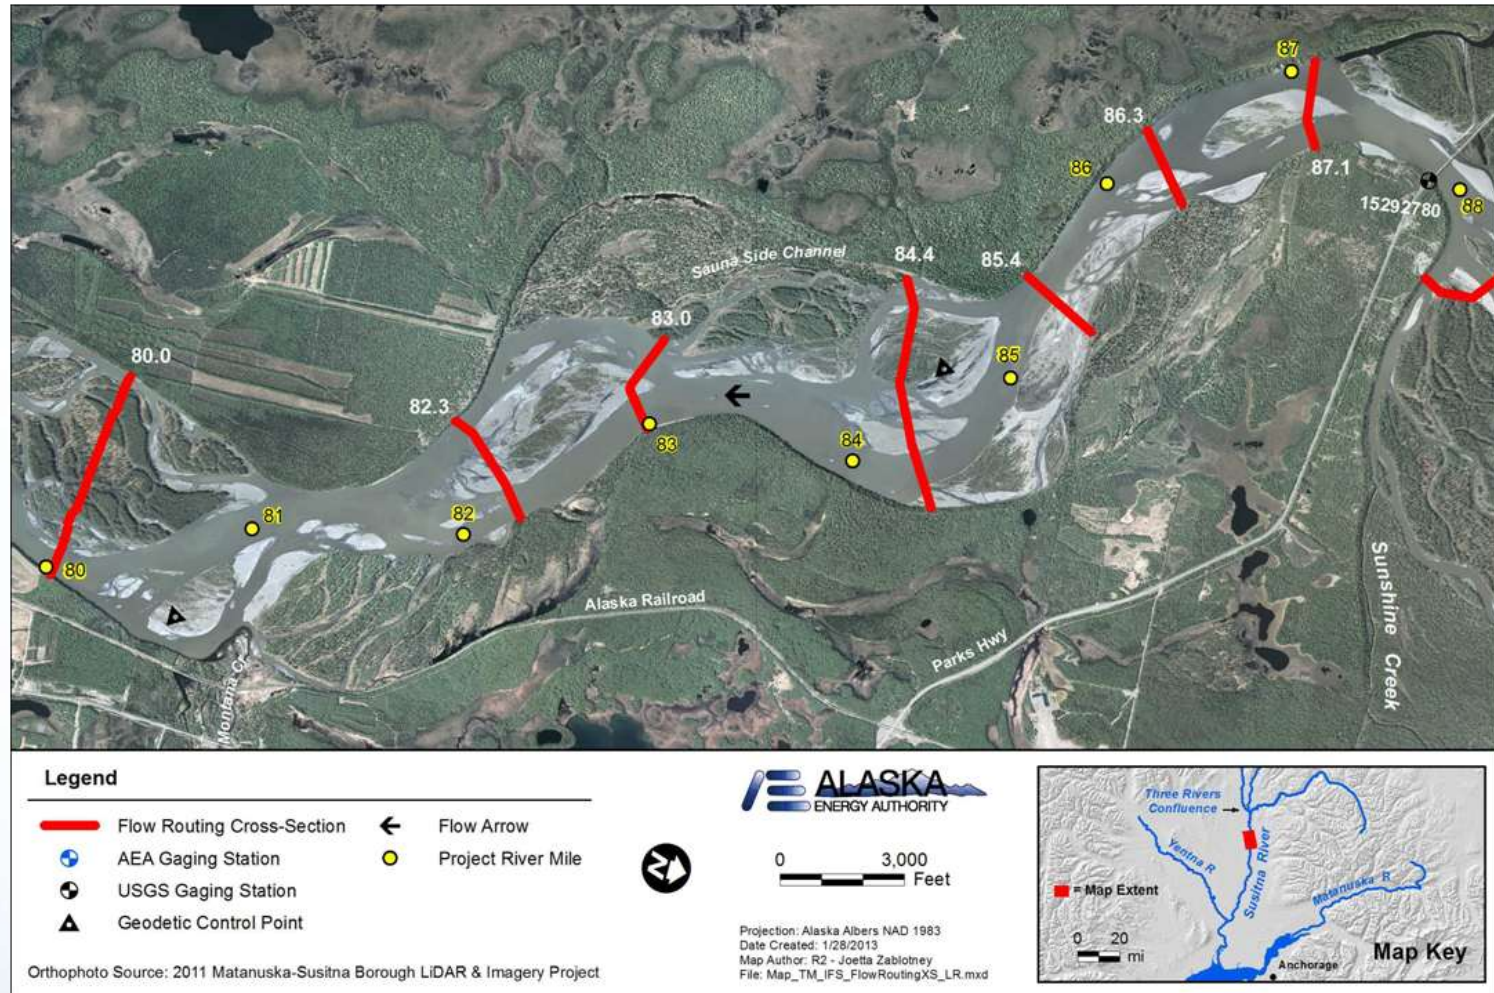 87
86.3
86
87.1
88
15292780
84.4
85.4
Sauna Side Channel
83.0
85
80.0
82.3
83
84
81
82
80
Sunshine Creek
Alaska Railroad
Parks Hwy
Montana Cr
Legend
Flow Routing Cross-Section
Flow Arrow
AEA Gaging Station
Project River Mile
USGS Gaging Station
Geodetic Control Point
Orthophoto Source: 2011 Matanuska-Susitna Borough LiDAR & Imagery Project
N
ALASKA
ENERGY AUTHORITY
0 3,000
Feet
Projection: Alaska Albers NAD 1983
Date Created: 1/28/2013
Map Author: R2 - Joetta Zablotney
File: Map_TM_IFS_FlowRoutingXS_LR.mxd
Three Rivers
Confluence
Yentna R
Susitna River
Matanuska R
= Map Extent
0 20
mi
Anchorage
Map Key